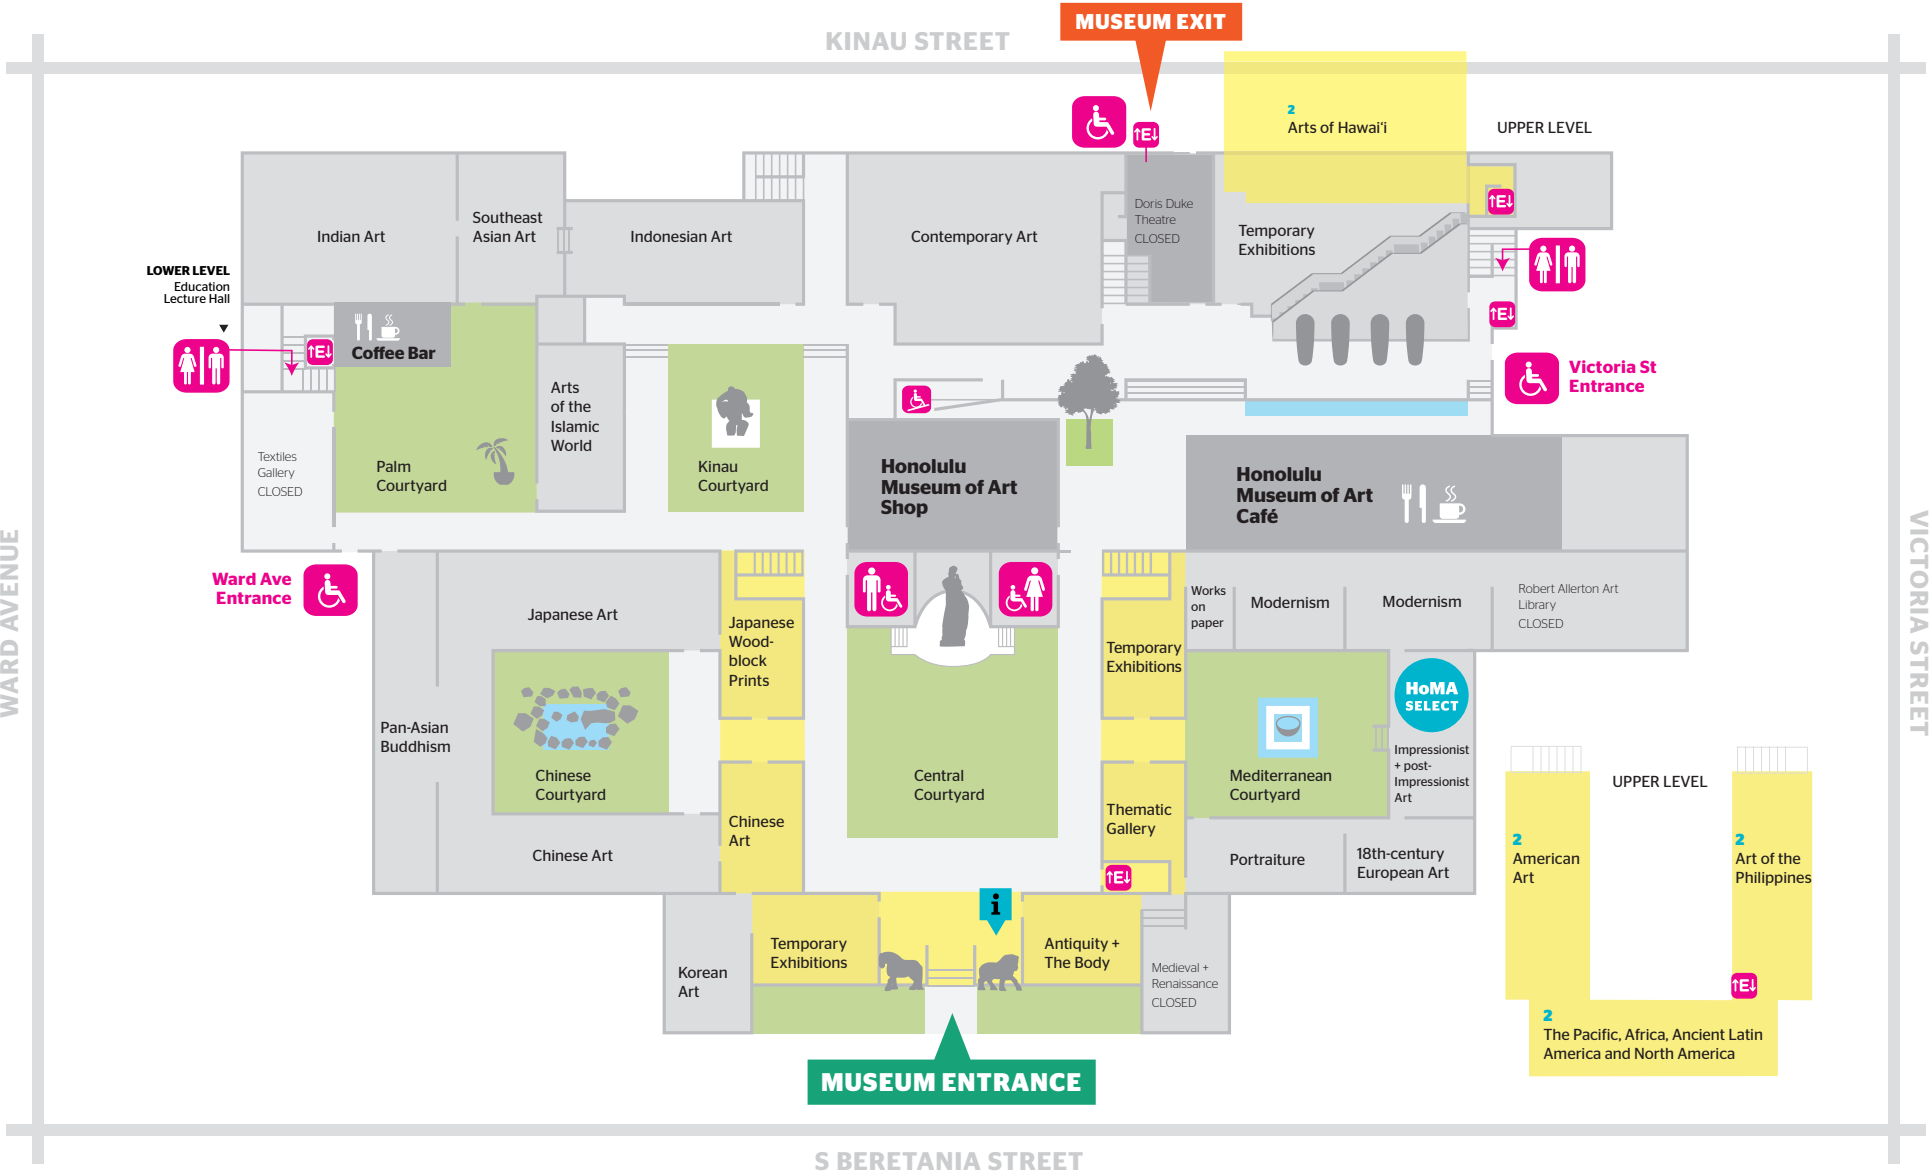 KINAU STREET
MUSEUM EXIT
2
Arts of Hawai‘i
UPPER LEVEL
↑E↓
↑E↓
Indian Art
Southeast
Asian Art
Indonesian Art
Contemporary Art
Doris Duke
Theatre
CLOSED
Temporary
Exhibitions
LOWER LEVEL
Education
Lecture Hall
↑E↓
↑E↓
Coffee Bar
Victoria St
Entrance
Arts
of the
Islamic
World
Textiles
Gallery
CLOSED
Palm
Courtyard
Kinau
Courtyard
Honolulu
Museum of Art
Shop
Honolulu
Museum of Art
Café
WARD AVENUE
VICTORIA STREET
Ward Ave
Entrance
Japanese Art
Japanese
Wood-
block
Prints
Temporary
Exhibitions
Works
on
paper
Modernism
Modernism
Robert Allerton Art
Library
CLOSED
HoMA
SELECT
Pan-Asian
Buddhism
Chinese
Courtyard
Central
Courtyard
Mediterranean
Courtyard
Impressionist
+ post-
Impressionist
Art
UPPER LEVEL
Chinese
Art
Thematic
Gallery
Chinese Art
Portraiture
18th-century
European Art
2
American
Art
2
Art of the
Philippines
↑E↓
i
Korean
Art
Temporary
Exhibitions
Antiquity +
The Body
Medieval +
Renaissance
CLOSED
↑E↓
2
The Pacific, Africa, Ancient Latin
America and North America
MUSEUM ENTRANCE
S BERETANIA STREET